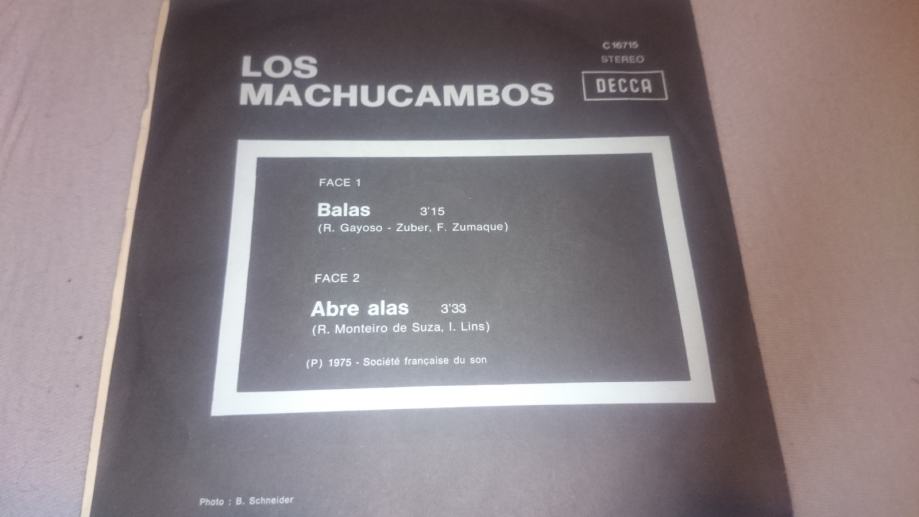 LOS
MACHUCAMBOS
C 16715
STEREO
DECCA
FACE 1
Balas 3'15
(R. Gayoso - Zuber, F. Zumaque)
FACE 2
Abre alas 3'33
(R. Monteiro de Suza, I. Lins)
(P) 1975 - Société française du son
Photo : B. Schneider